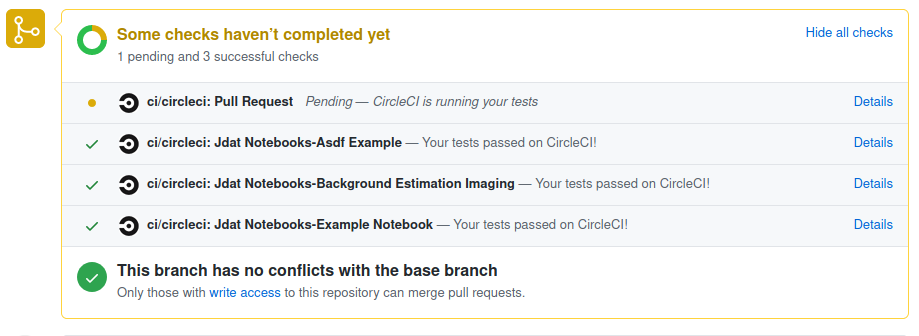 Some checks haven’t completed yet
Hide all checks
1 pending and 3 successful checks
ci/circleci: Pull Request Pending — CircleCI is running your tests Details
ci/circleci: Jdat Notebooks-Asdf Example — Your tests passed on CircleCI! Details
ci/circleci: Jdat Notebooks-Background Estimation Imaging — Your tests passed on CircleCI! Details
ci/circleci: Jdat Notebooks-Example Notebook — Your tests passed on CircleCI! Details
This branch has no conflicts with the base branch
Only those with write access to this repository can merge pull requests.